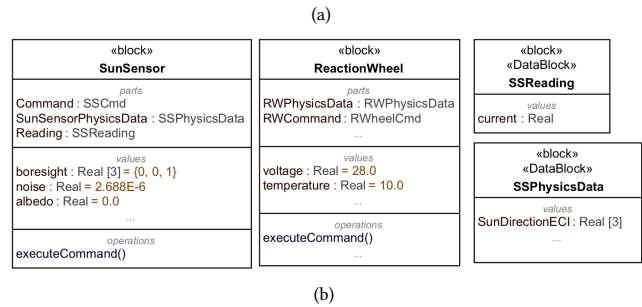 (a)
«block»
SunSensor
parts
Command : SSCmd
SunSensorPhysicsData : SSPhysicsData
Reading : SSReading
values
boresight : Real [3] = {0, 0, 1}
noise : Real = 2.688E-6
albedo : Real = 0.0
...
operations
executeCommand()
«block»
ReactionWheel
parts
RWPhysicsData : RWPhysicsData
RWCommand : RWheelCmd
...
values
voltage : Real = 28.0
temperature : Real = 10.0
...
operations
executeCommand()
...
«block»
«DataBlock»
SSReading
values
current : Real
«block»
«DataBlock»
SSPhysicsData
values
SunDirectionECI : Real [3]
...
(b)